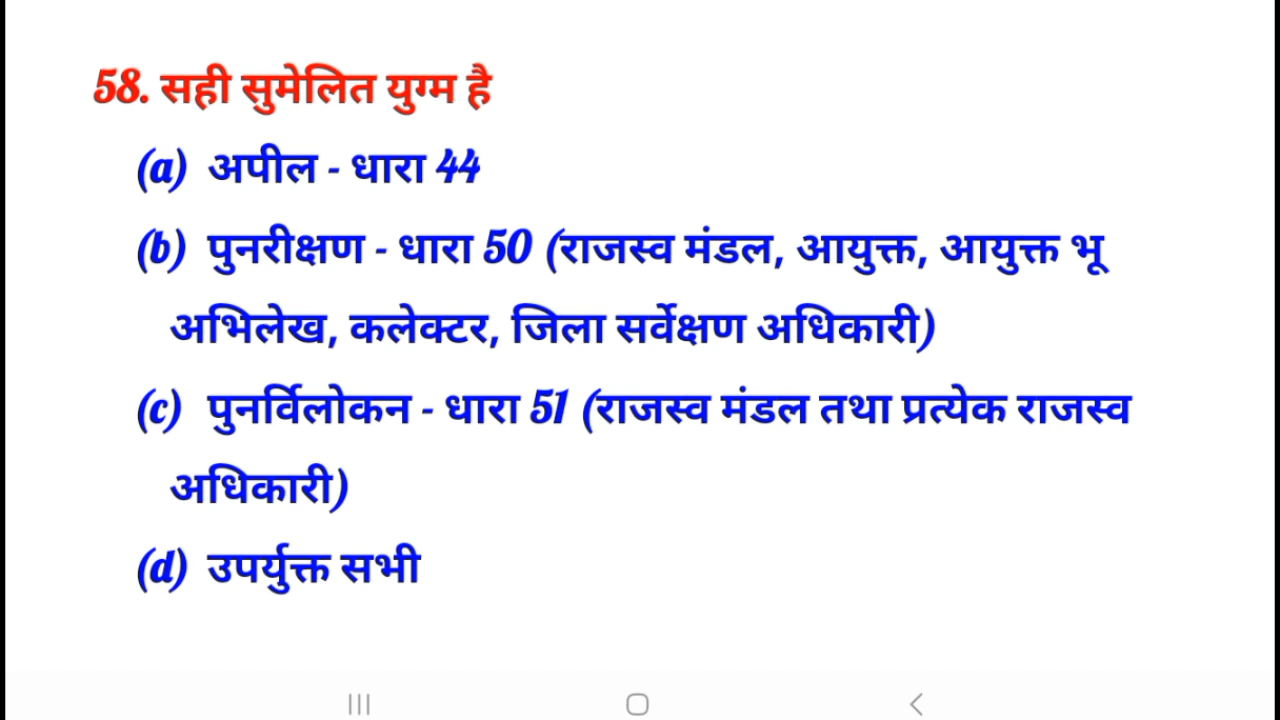 58. सही सुमेलित युग्म है
(a) अपील - धारा 44
(b) पुनरीक्षण - धारा 50 (राजस्व मंडल, आयुक्त, आयुक्त भू
अभिलेख, कलेक्टर, जिला सर्वेक्षण अधिकारी)
(c) पुनर्विलोकन - धारा 51 (राजस्व मंडल तथा प्रत्येक राजस्व
अधिकारी)
(d) उपर्युक्त सभी